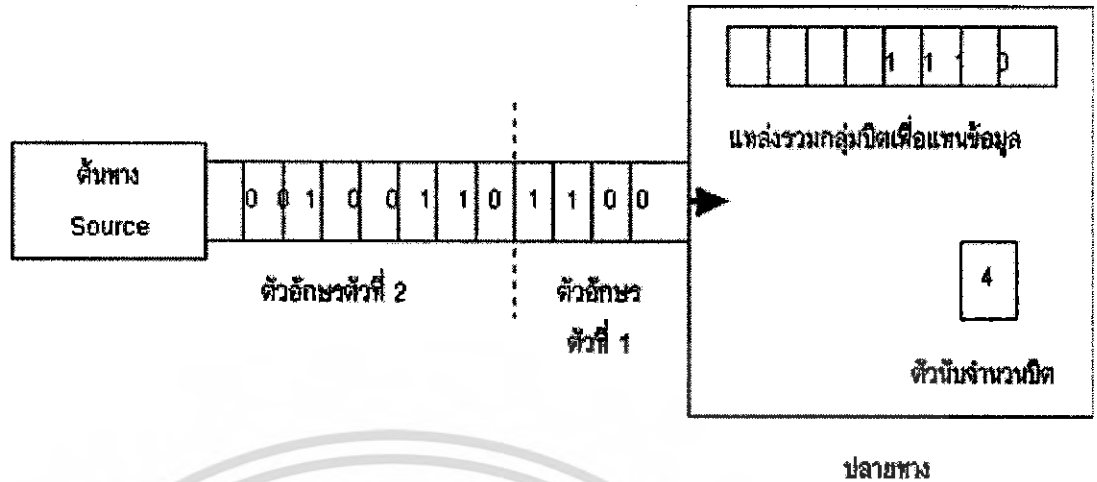 1 1 1 0
แหล่งรวมกลุ่มบิตเพื่อแทนข้อมูล
ต้นทาง
Source
0 0 1 0 0 1 1 0 1 1 0 0
4
ตัวอักษรตัวที่ 2
ตัวอักษร
ตัวที่ 1
ตัวนับจำนวนบิต
ปลายทาง